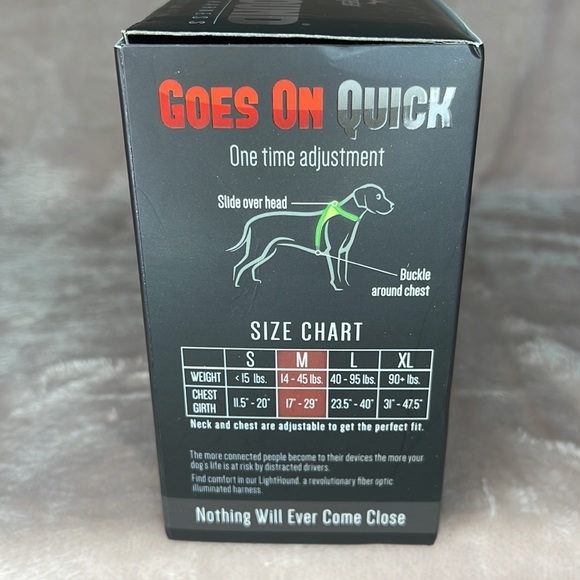 GOES ON QUICK
One time adjustment
Slide over head
Buckle
around chest
SIZE CHART
S M L XL
WEIGHT <15 lbs. 14 - 45 lbs. 40 - 95 lbs. 90+ lbs.
CHEST
GIRTH 11.5" - 20" 17" - 29" 23.5" - 40" 31" - 47.5"
Neck and chest are adjustable to get the perfect fit.
The more connected people become to their devices the more your
dog's life is at risk by distracted drivers.
Find comfort in our LightHound, a revolutionary fiber optic
illuminated harness.
Nothing Will Ever Come Close